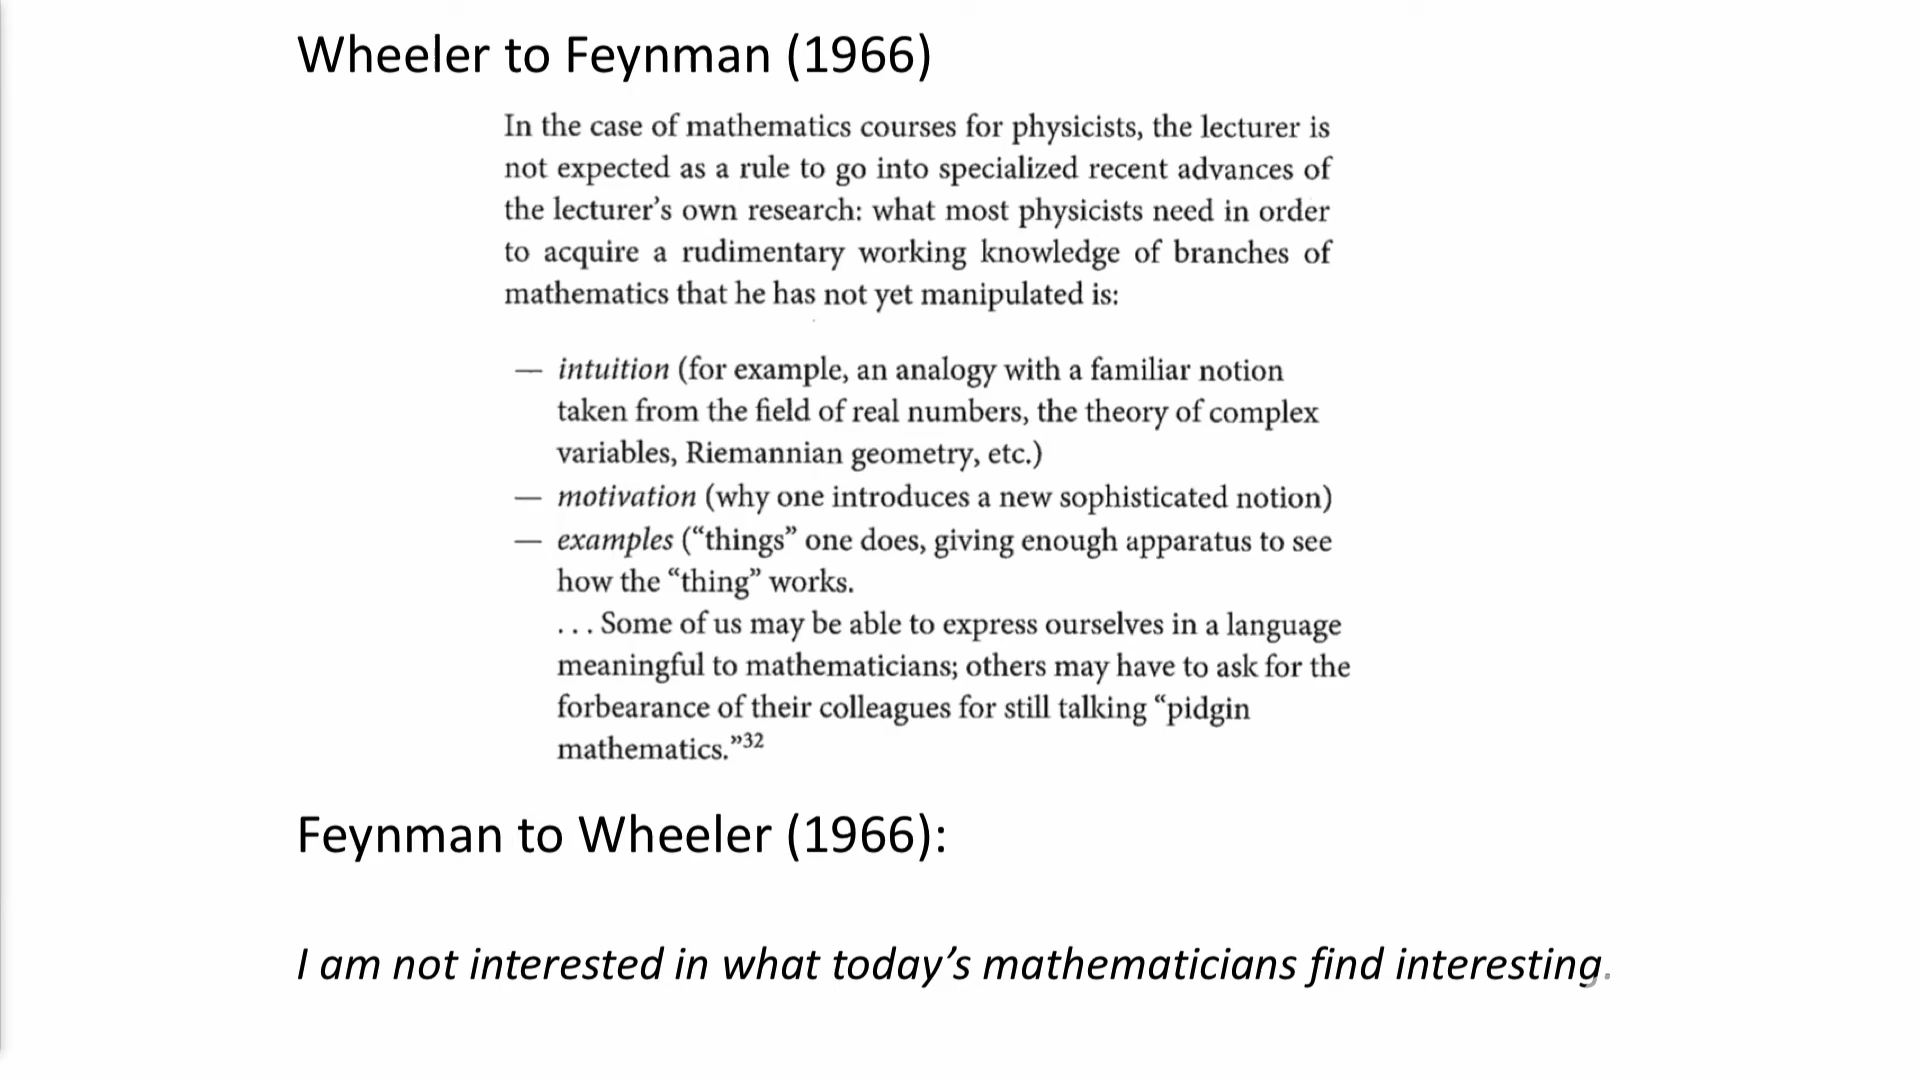 Wheeler to Feynman (1966)
In the case of mathematics courses for physicists, the lecturer is
not expected as a rule to go into specialized recent advances of
the lecturer's own research: what most physicists need in order
to acquire a rudimentary working knowledge of branches of
mathematics that he has not yet manipulated is:
— intuition (for example, an analogy with a familiar notion
taken from the field of real numbers, the theory of complex
variables, Riemannian geometry, etc.)
— motivation (why one introduces a new sophisticated notion)
— examples (“things” one does, giving enough apparatus to see
how the “thing” works.
. . . Some of us may be able to express ourselves in a language
meaningful to mathematicians; others may have to ask for the
forbearance of their colleagues for still talking “pidgin
mathematics.”32
Feynman to Wheeler (1966):
I am not interested in what today’s mathematicians find interesting.